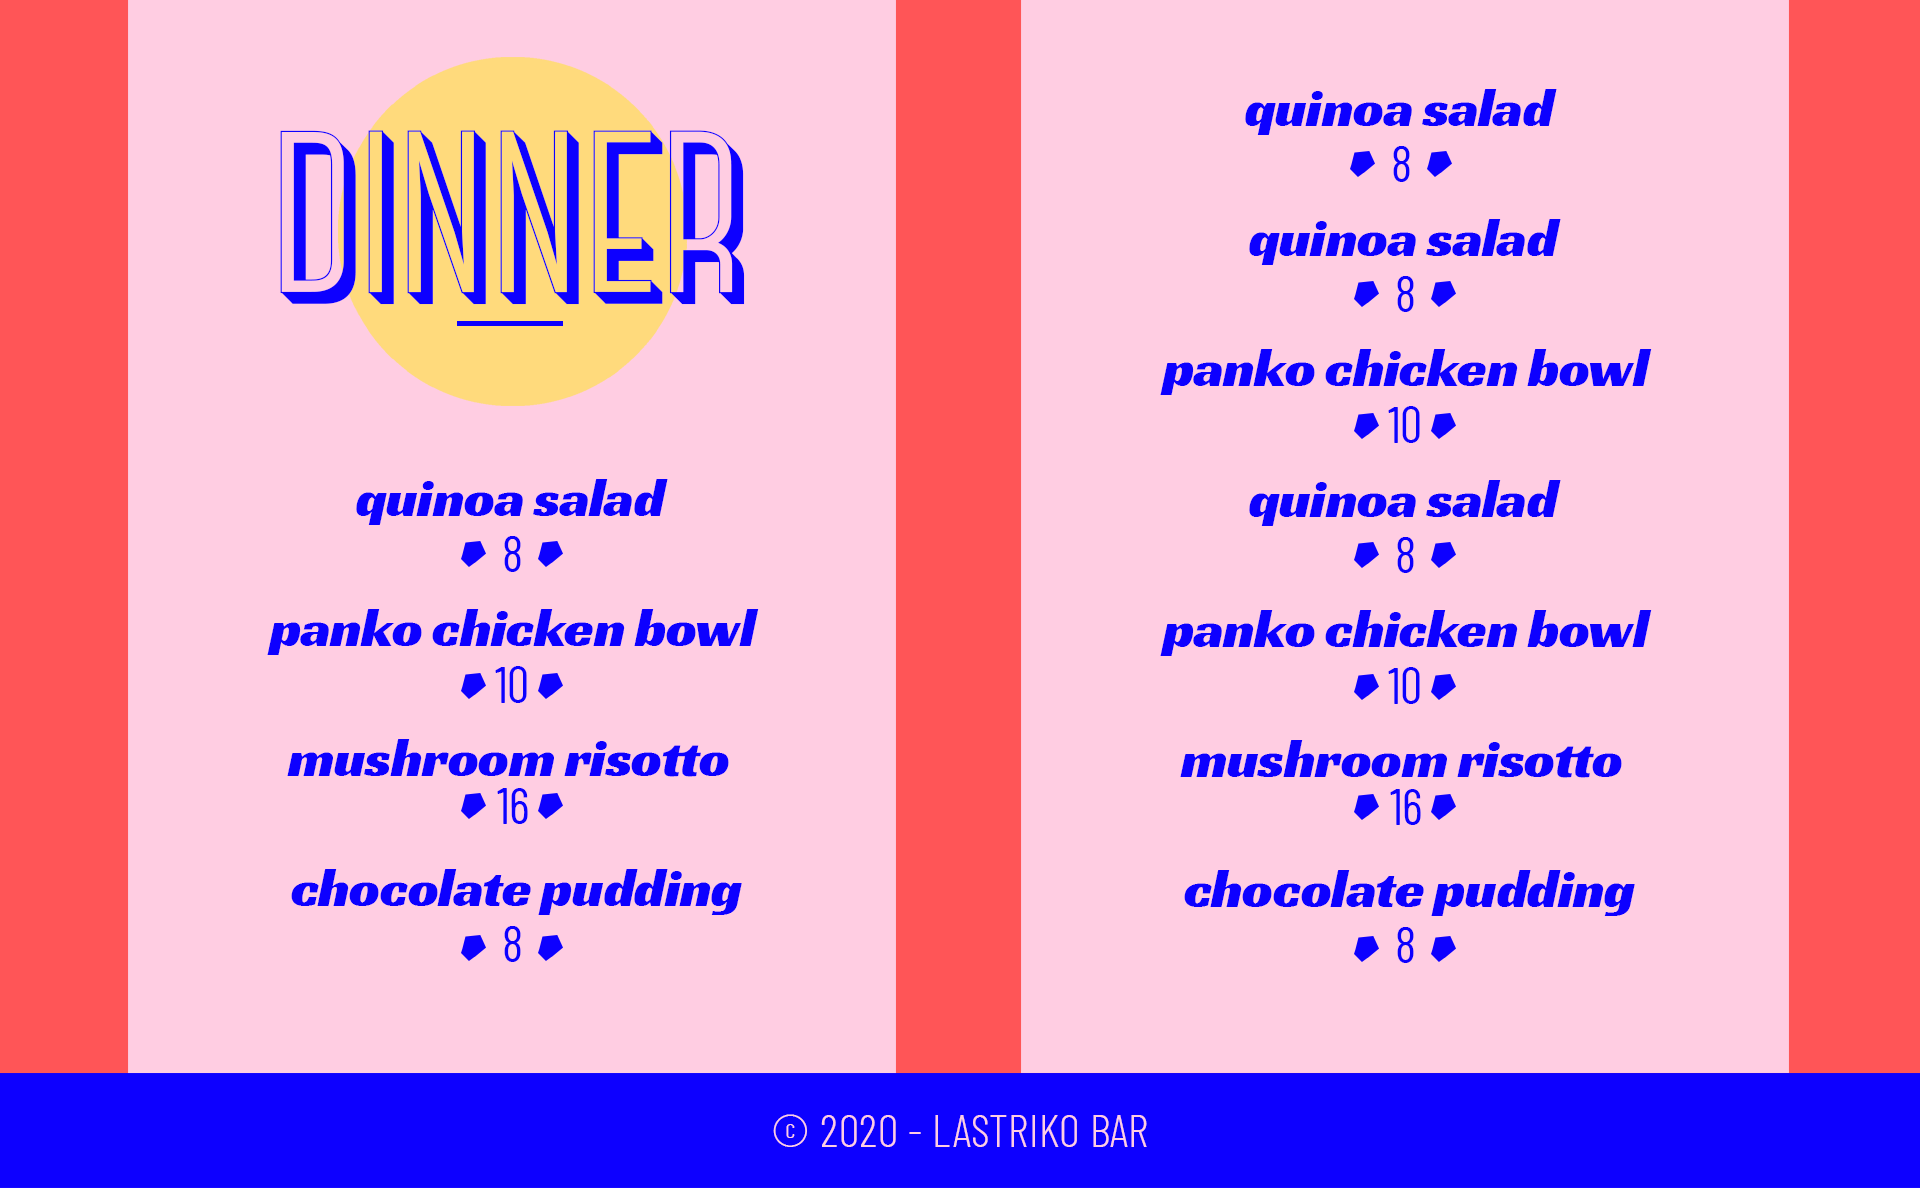 DINNER
quinoa salad
8
panko chicken bowl
10
mushroom risotto
16
chocolate pudding
8
quinoa salad
8
quinoa salad
8
panko chicken bowl
10
quinoa salad
8
panko chicken bowl
10
mushroom risotto
16
chocolate pudding
8
© 2020 - LASTRIKO BAR